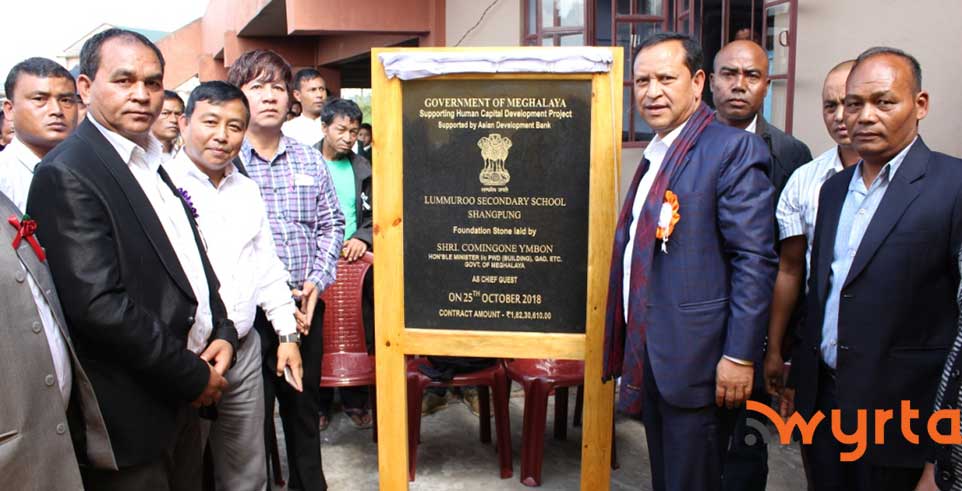 GOVERNMENT OF MEGHALAYA
Supporting Human Capital Development Project
Supported by Asian Development Bank
LUMMUROO SECONDARY SCHOOL
SHANGPUNG
Foundation Stone laid by
SHRI. COMINGONE YMBON
HON'BLE MINISTER I/c PWD (BUILDING), GAD, ETC.
GOVT. OF MEGHALAYA
AS CHIEF GUEST
ON 25TH OCTOBER 2018
CONTRACT AMOUNT - ₹1,82,30,610.00
Wyrta